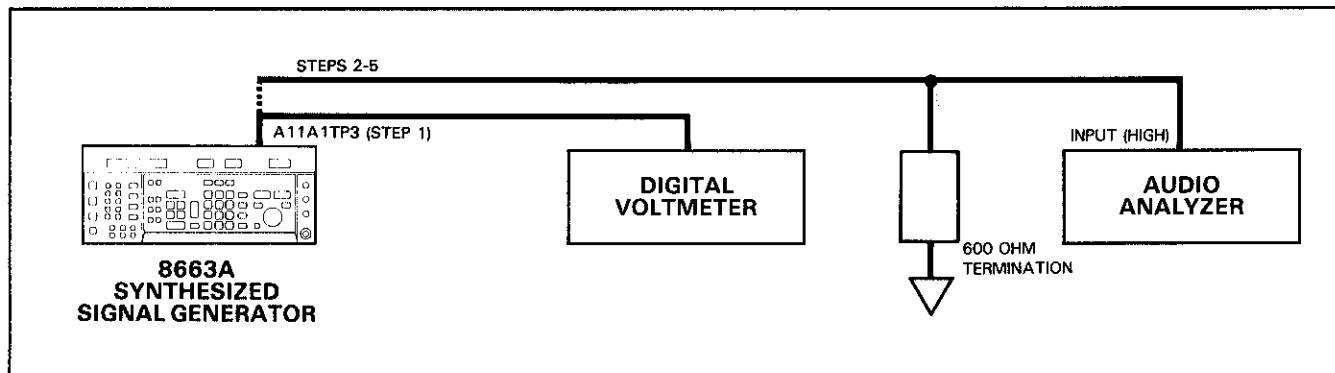 STEPS 2-5
A11A1TP3 (STEP 1)
INPUT (HIGH)
DIGITAL
VOLTMETER
AUDIO
ANALYZER
600 OHM
TERMINATION
8663A
SYNTHESIZED
SIGNAL GENERATOR